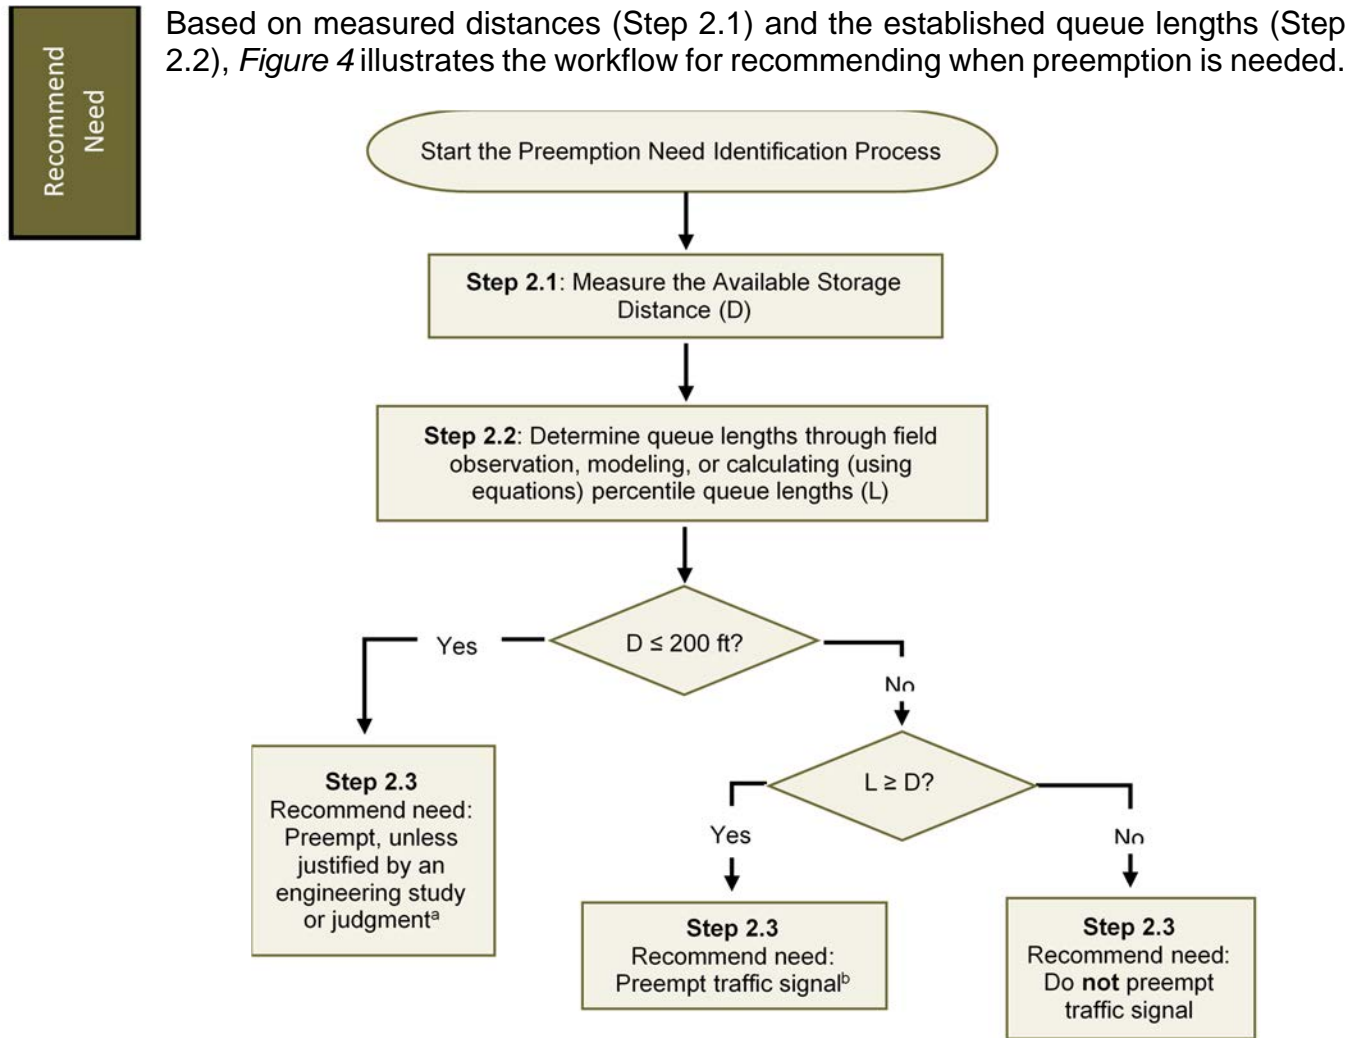 Recommend
Need
Based on measured distances (Step 2.1) and the established queue lengths (Step
2.2), Figure 4 illustrates the workflow for recommending when preemption is needed.
Start the Preemption Need Identification Process
Step 2.1: Measure the Available Storage
Distance (D)
Step 2.2: Determine queue lengths through field
observation, modeling, or calculating (using
equations) percentile queue lengths (L)
D ≤ 200 ft?
Yes
No
L ≥ D?
Yes
No
Step 2.3
Recommend need:
Preempt, unless
justified by an
engineering study
or judgmentᵃ
Step 2.3
Recommend need:
Preempt traffic signalᵇ
Step 2.3
Recommend need:
Do not preempt
traffic signal